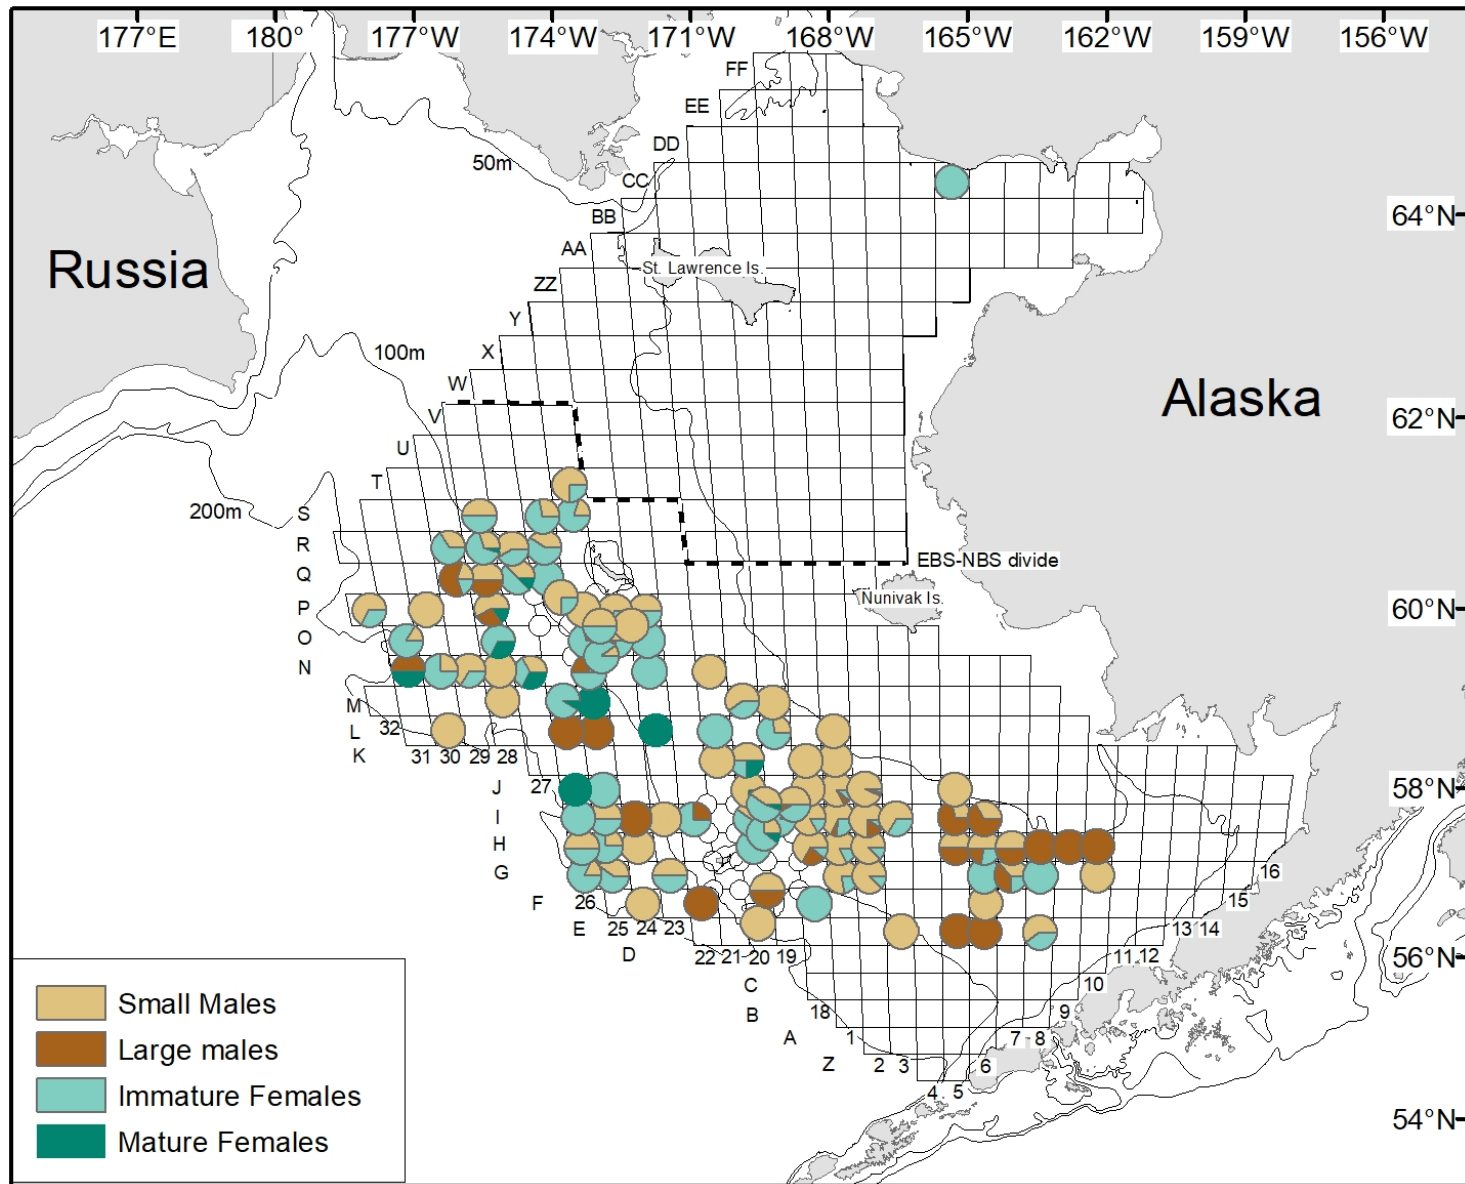 177°E 180° 177°W 174°W 171°W 168°W 165°W 162°W 159°W 156°W
FF
EE
DD
50m
CC
64°N
BB
AA
Russia
St. Lawrence Is.
ZZ
Y
X
100m
W
Alaska
V
62°N
U
T
200m
S
R
EBS-NBS divide
Q
Nunivak Is.
P
60°N
O
N
M
32
L
K 31 30 29 28
J 27
58°N
I
H
G
16
F 26
15
E 25 24 23
13 14
D 22 21 20 19
11 12
56°N
C
10
B 18
9
A 1
7 8
Z 2 3
6
4 5
54°N
Small Males
Large males
Immature Females
Mature Females